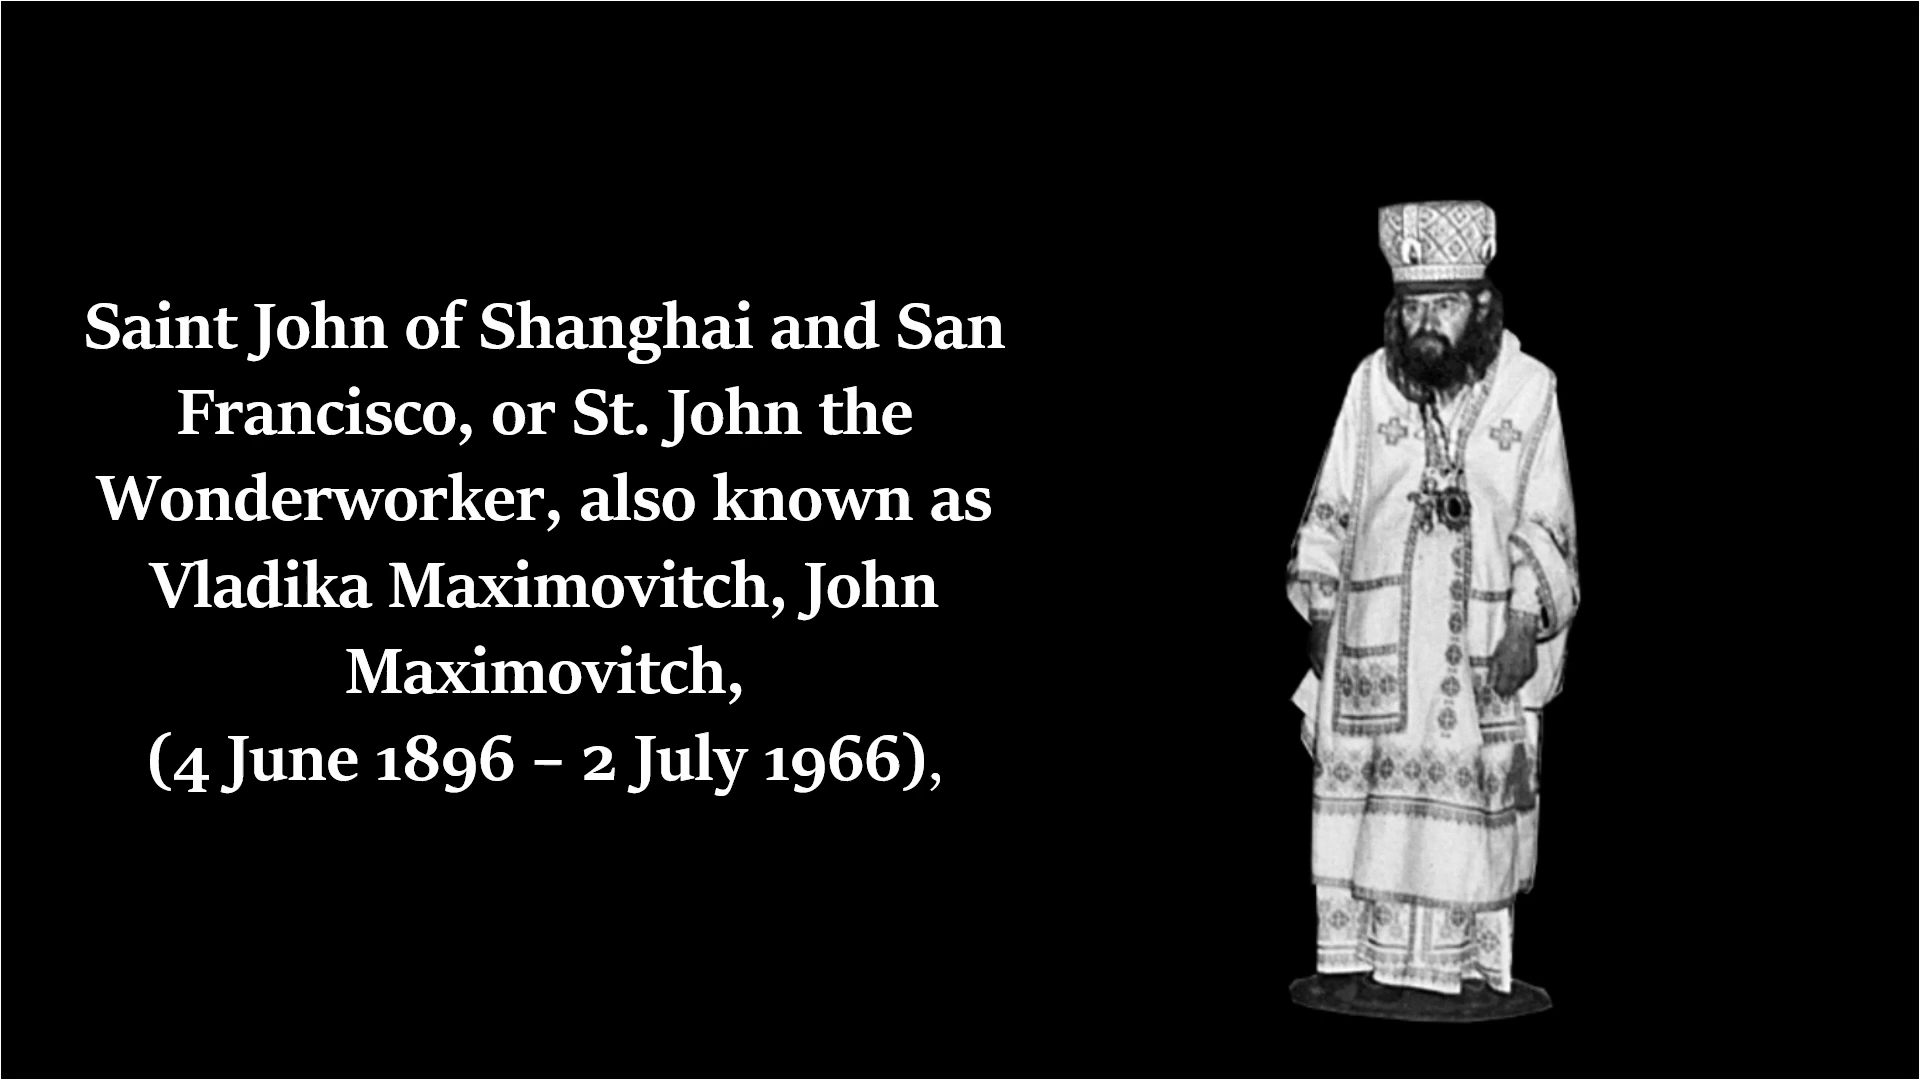 Saint John of Shanghai and San
Francisco, or St. John the
Wonderworker, also known as
Vladika Maximovitch, John
Maximovitch,
(4 June 1896 – 2 July 1966),